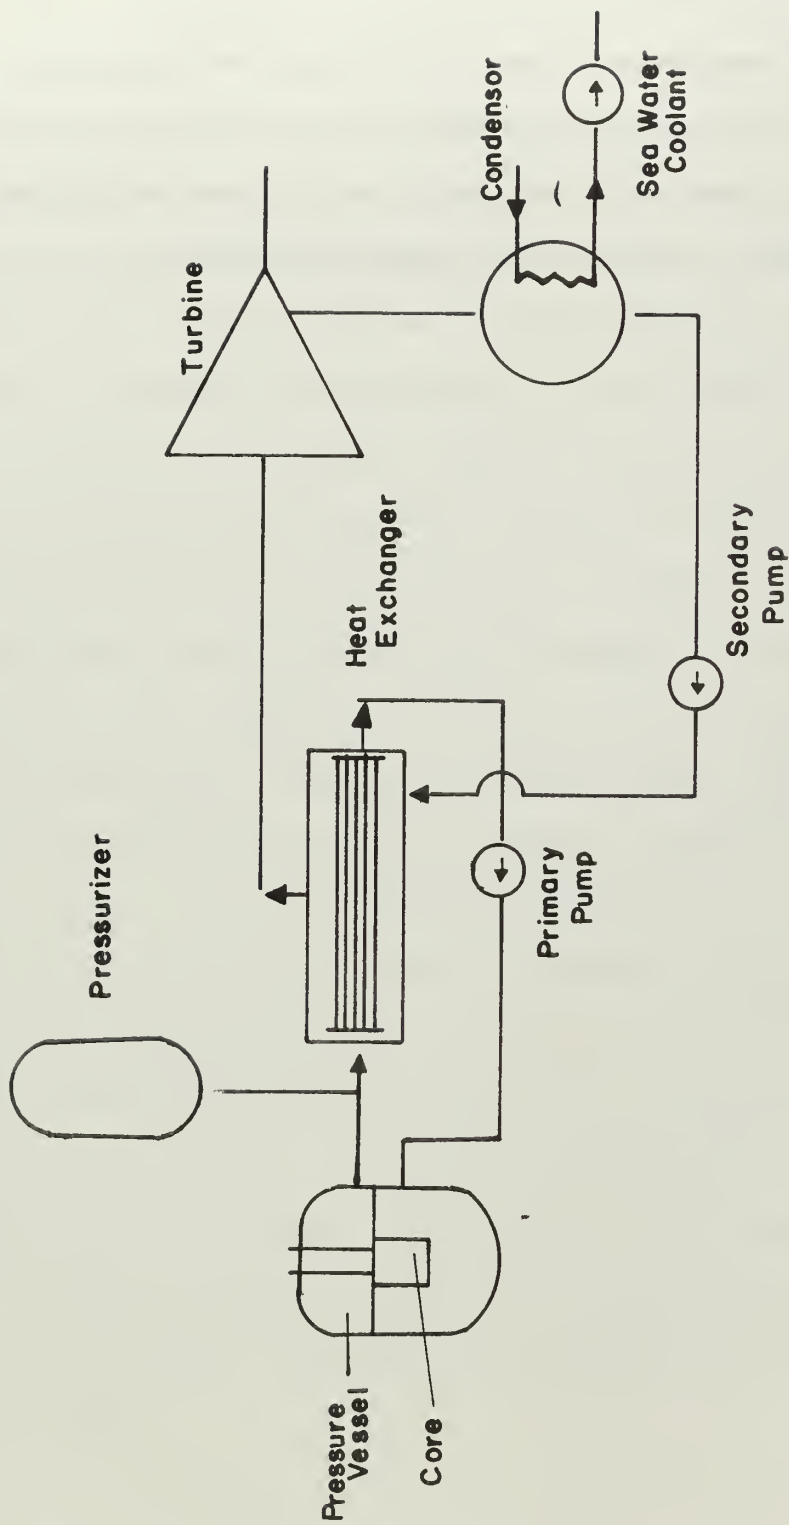 Pressurizer
Turbine
Condensor
Sea Water
Coolant
Heat
Exchanger
Pressure
Vessel
Core
Primary
Pump
Secondary
Pump